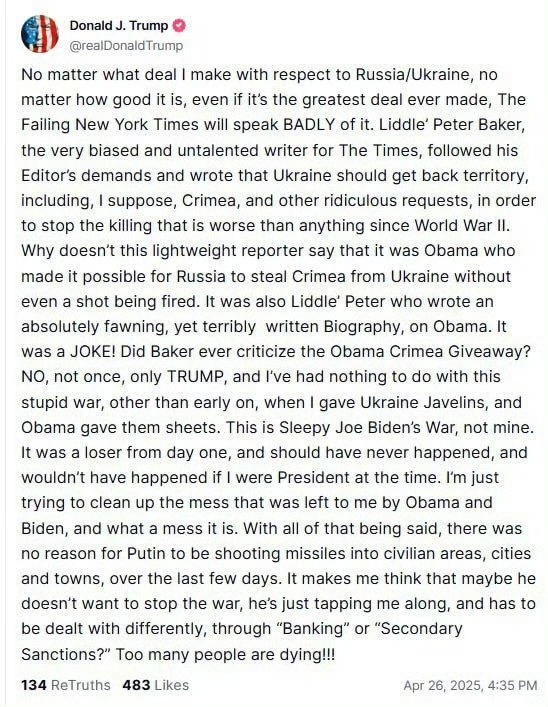 Donald J. Trump
@realDonaldTrump
No matter what deal I make with respect to Russia/Ukraine, no
matter how good it is, even if it's the greatest deal ever made, The
Failing New York Times will speak BADLY of it. Liddle' Peter Baker,
the very biased and untalented writer for The Times, followed his
Editor's demands and wrote that Ukraine should get back territory,
including, I suppose, Crimea, and other ridiculous requests, in order
to stop the killing that is worse than anything since World War II.
Why doesn't this lightweight reporter say that it was Obama who
made it possible for Russia to steal Crimea from Ukraine without
even a shot being fired. It was also Liddle' Peter who wrote an
absolutely fawning, yet terribly  written Biography, on Obama. It
was a JOKE! Did Baker ever criticize the Obama Crimea Giveaway?
NO, not once, only TRUMP, and I've had nothing to do with this
stupid war, other than early on, when I gave Ukraine Javelins, and
Obama gave them sheets. This is Sleepy Joe Biden's War, not mine.
It was a loser from day one, and should have never happened, and
wouldn't have happened if I were President at the time. I'm just
trying to clean up the mess that was left to me by Obama and
Biden, and what a mess it is. With all of that being said, there was
no reason for Putin to be shooting missiles into civilian areas, cities
and towns, over the last few days. It makes me think that maybe he
doesn't want to stop the war, he's just tapping me along, and has to
be dealt with differently, through “Banking” or “Secondary
Sanctions?” Too many people are dying!!!
134 ReTruths 483 Likes Apr 26, 2025, 4:35 PM